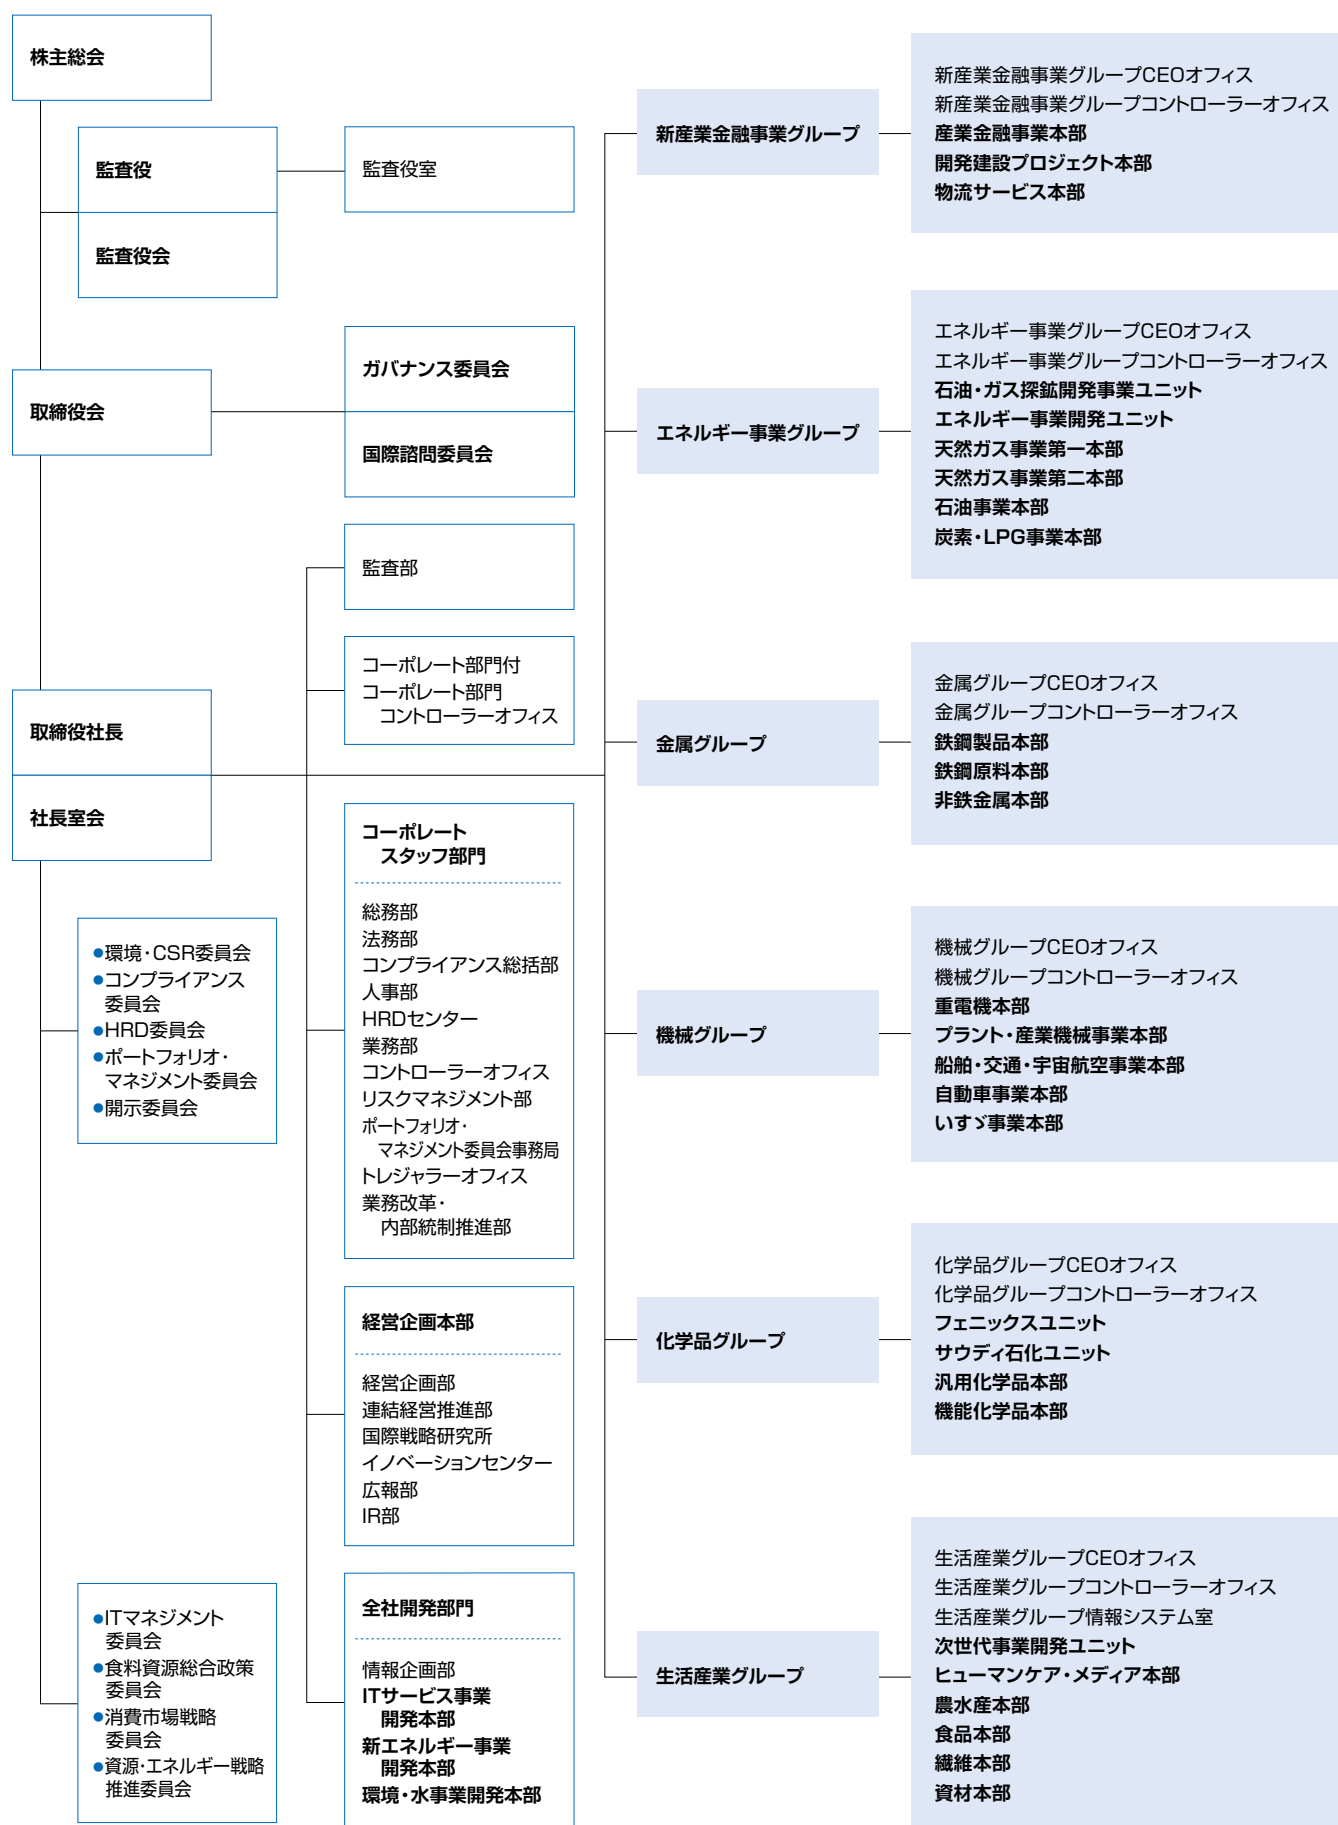 株主総会
監査役
監査役会
監査役室
取締役会
ガバナンス委員会
国際諮問委員会
取締役社長
社長室会
●環境・CSR委員会
●コンプライアンス
委員会
●HRD委員会
●ポートフォリオ・
マネジメント委員会
●開示委員会
●ITマネジメント
委員会
●食料資源総合政策
委員会
●消費市場戦略
委員会
●資源・エネルギー戦略
推進委員会
監査部
コーポレート部門付
コーポレート部門
コントローラーオフィス
コーポレート
スタッフ部門
総務部
法務部
コンプライアンス総括部
人事部
HRDセンター
業務部
コントローラーオフィス
リスクマネジメント部
ポートフォリオ・
マネジメント委員会事務局
トレジャラーオフィス
業務改革・
内部統制推進部
経営企画本部
経営企画部
連結経営推進部
国際戦略研究所
イノベーションセンター
広報部
IR部
全社開発部門
情報企画部
ITサービス事業
開発本部
新エネルギー事業
開発本部
環境・水事業開発本部
新産業金融事業グループ
新産業金融事業グループCEOオフィス
新産業金融事業グループコントローラーオフィス
産業金融事業本部
開発建設プロジェクト本部
物流サービス本部
エネルギー事業グループ
エネルギー事業グループCEOオフィス
エネルギー事業グループコントローラーオフィス
石油・ガス探鉱開発事業ユニット
エネルギー事業開発ユニット
天然ガス事業第一本部
天然ガス事業第二本部
石油事業本部
炭素・LPG事業本部
金属グループ
金属グループCEOオフィス
金属グループコントローラーオフィス
鉄鋼製品本部
鉄鋼原料本部
非鉄金属本部
機械グループ
機械グループCEOオフィス
機械グループコントローラーオフィス
重電機本部
プラント・産業機械事業本部
船舶・交通・宇宙航空事業本部
自動車事業本部
いすゞ事業本部
化学品グループ
化学品グループCEOオフィス
化学品グループコントローラーオフィス
フェニックスユニット
サウディ石化ユニット
汎用化学品本部
機能化学品本部
生活産業グループ
生活産業グループCEOオフィス
生活産業グループコントローラーオフィス
生活産業グループ情報システム室
次世代事業開発ユニット
ヒューマンケア・メディア本部
農水産本部
食品本部
繊維本部
資材本部